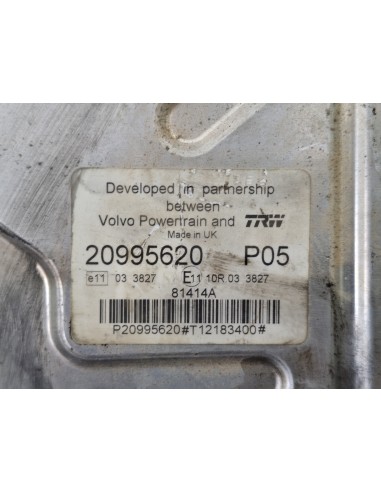 Developed in partnership
between
Volvo Powertrain and TRW
Made in UK
20995620 P05
e11 03 3827 E11 10R 03 3827
81414A
P20995620#T12183400#